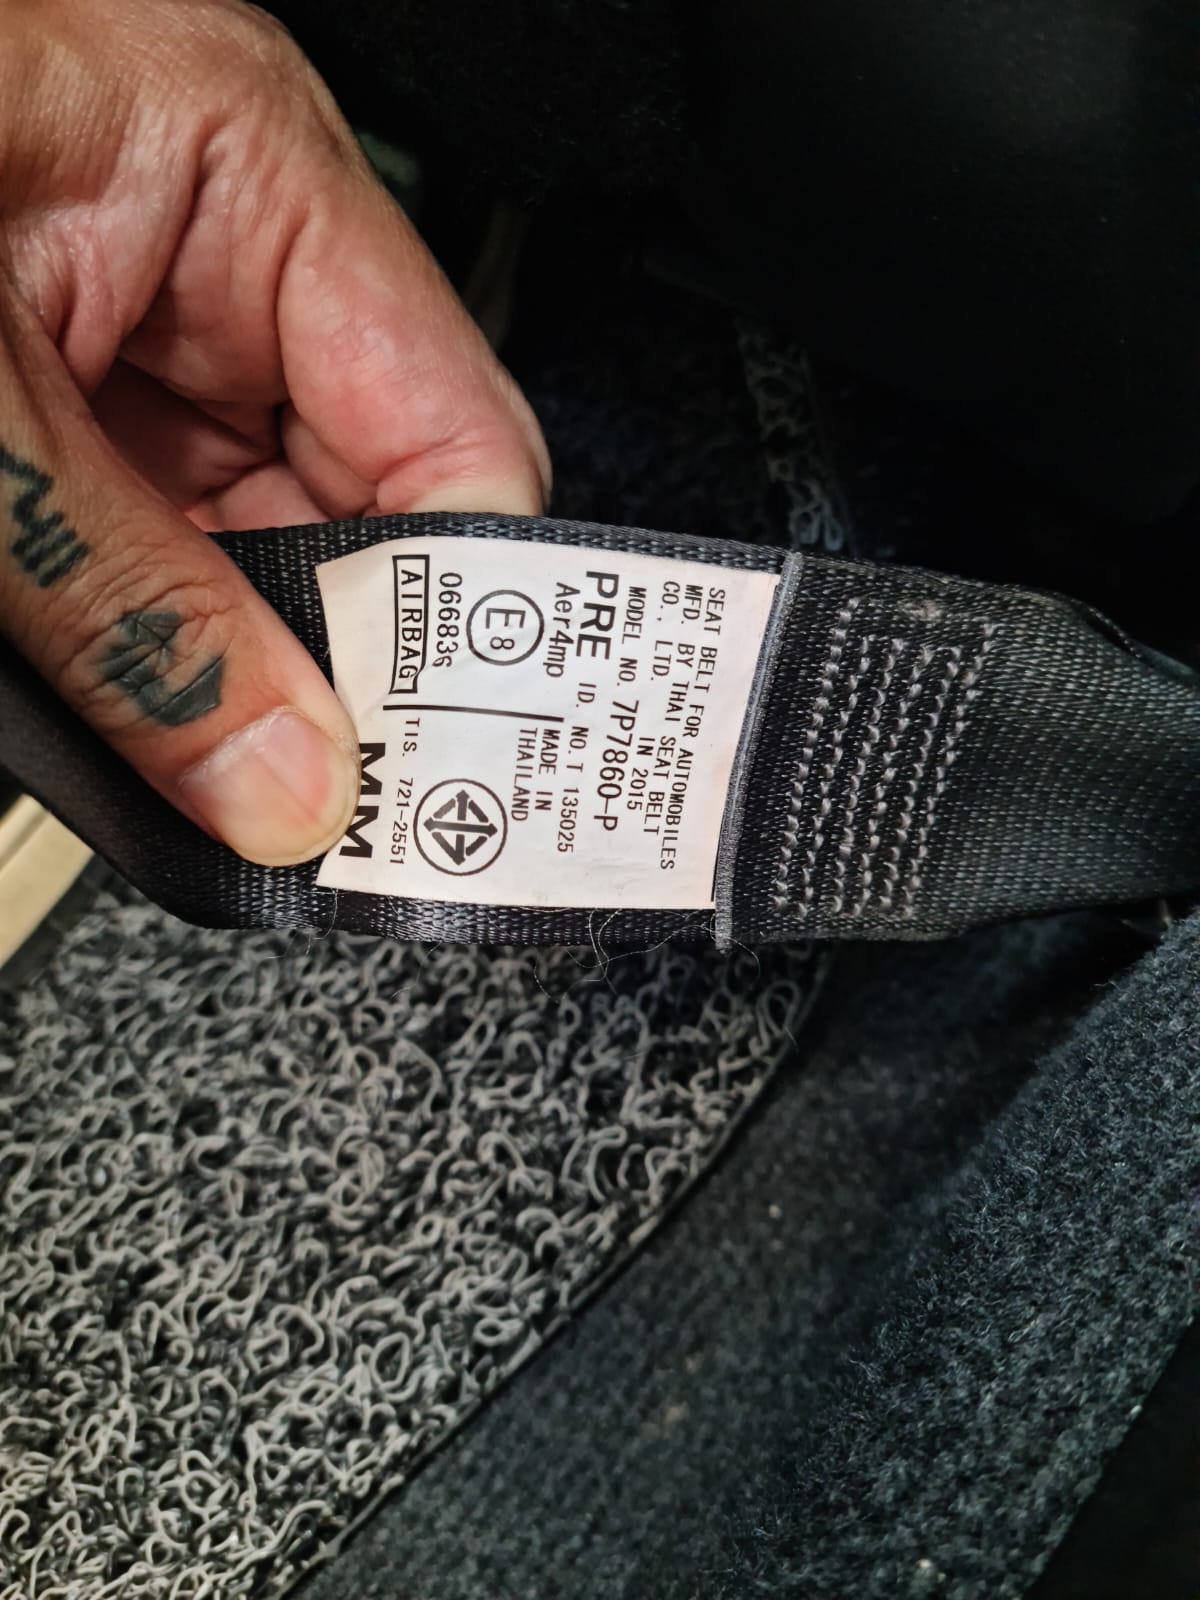 SEAT BELT FOR AUTOMOBILES
MFD. BY THAI SEAT BELT
CO., LTD. IN 2015
MODEL NO. 7P7860-P
PRE ID. NO. T 135025
Aer4mp
MADE IN
THAILAND
E8
066836
AIRBAG
TIS. 721-2551
MM